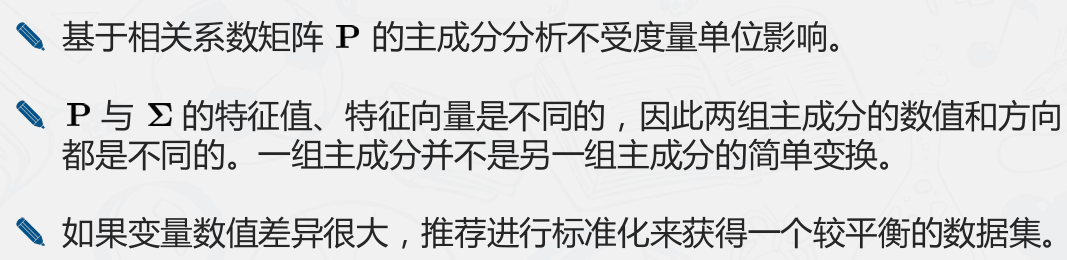 基于相关系数矩阵 P 的主成分分析不受度量单位影响。
P 与 Σ 的特征值、特征向量是不同的，因此两组主成分的数值和方向
都是不同的。一组主成分并不是另一组主成分的简单变换。
如果变量数值差异很大，推荐进行标准化来获得一个较平衡的数据集。